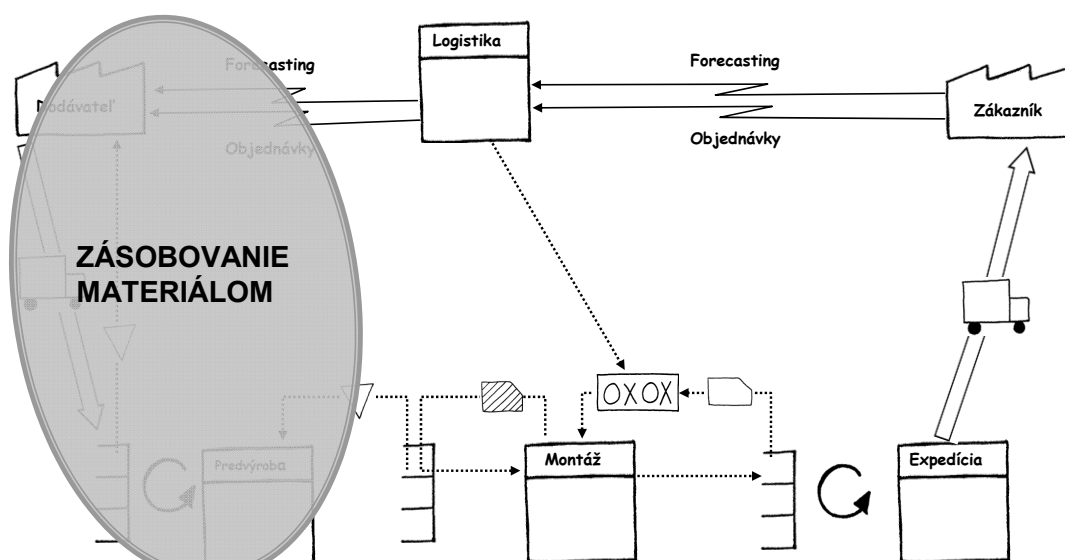 Logistika
Forecasting
Forecasting
Dodávateľ
Zákazník
Objednávky
Objednávky
ZÁSOBOVANIE
MATERIÁLOM
OXOX
Predvýroba
Montáž
Expedícia